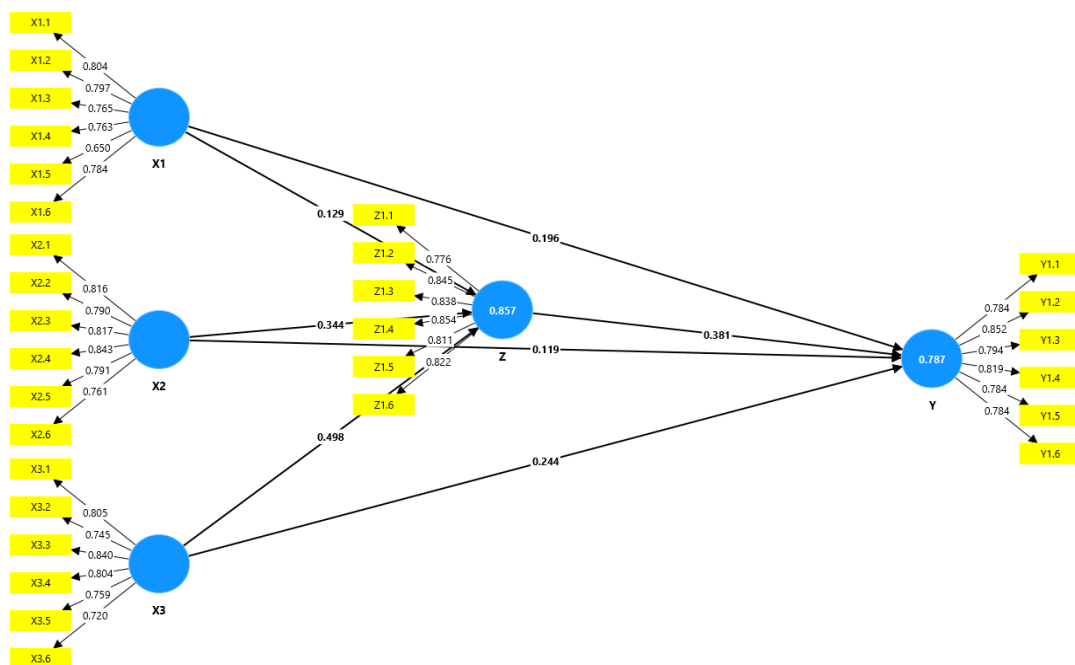 X1.1
X1.2
X1.3
X1.4
X1.5
X1.6
0.804
0.797
0.765
0.763
0.650
0.784
X1
X2.1
X2.2
X2.3
X2.4
X2.5
X2.6
0.816
0.790
0.817
0.843
0.791
0.761
X2
X3.1
X3.2
X3.3
X3.4
X3.5
X3.6
0.805
0.745
0.840
0.804
0.759
0.720
X3
0.129
0.344
0.498
Z1.1
Z1.2
Z1.3
Z1.4
Z1.5
Z1.6
0.776
0.845
0.838
0.854
0.811
0.822
0.857
Z
0.196
0.381
0.119
0.244
0.787
Y
0.784
0.852
0.794
0.819
0.784
0.784
Y1.1
Y1.2
Y1.3
Y1.4
Y1.5
Y1.6